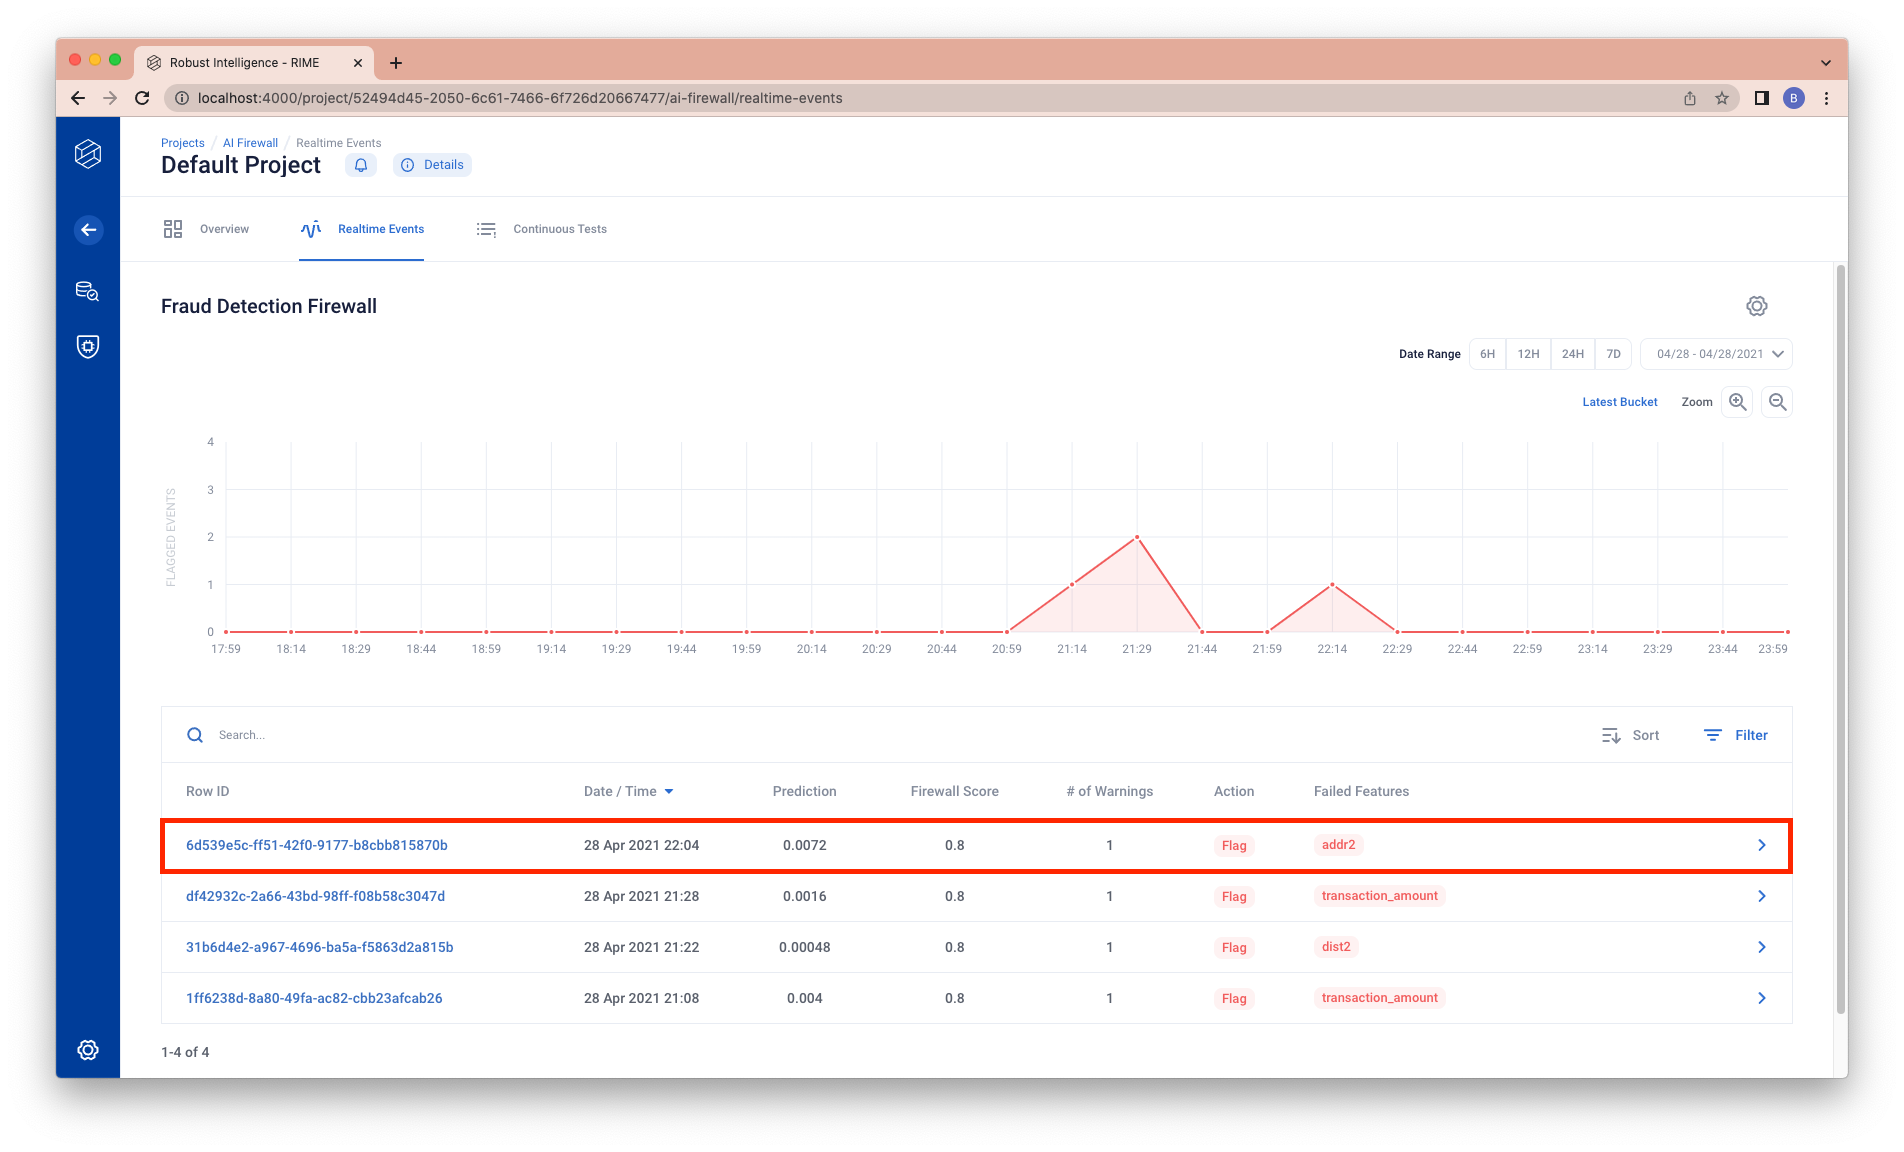 Robust Intelligence - RIME
localhost:4000/project/52494d45-2050-6c61-7466-6f726d20667477/ai-firewall/realtime-events
B
Projects / AI Firewall / Realtime Events
Default Project
Details
Overview
Realtime Events
Continuous Tests
Fraud Detection Firewall
Date Range 6H 12H 24H 7D 04/28 - 04/28/2021
Latest Bucket Zoom
FLAGGED EVENTS
4
3
2
1
0
17:59 18:14 18:29 18:44 18:59 19:14 19:29 19:44 19:59 20:14 20:29 20:44 20:59 21:14 21:29 21:44 21:59 22:14 22:29 22:44 22:59 23:14 23:29 23:44 23:59
Search... Sort Filter
Row ID Date / Time Prediction Firewall Score # of Warnings Action Failed Features
6d539e5c-ff51-42f0-9177-b8cbb815870b 28 Apr 2021 22:04 0.0072 0.8 1 Flag addr2
df42932c-2a66-43bd-98ff-f08b58c3047d 28 Apr 2021 21:28 0.0016 0.8 1 Flag transaction_amount
31b6d4e2-a967-4696-ba5a-f5863d2a815b 28 Apr 2021 21:22 0.00048 0.8 1 Flag dist2
1ff6238d-8a80-49fa-ac82-cbb23afcab26 28 Apr 2021 21:08 0.004 0.8 1 Flag transaction_amount
1-4 of 4